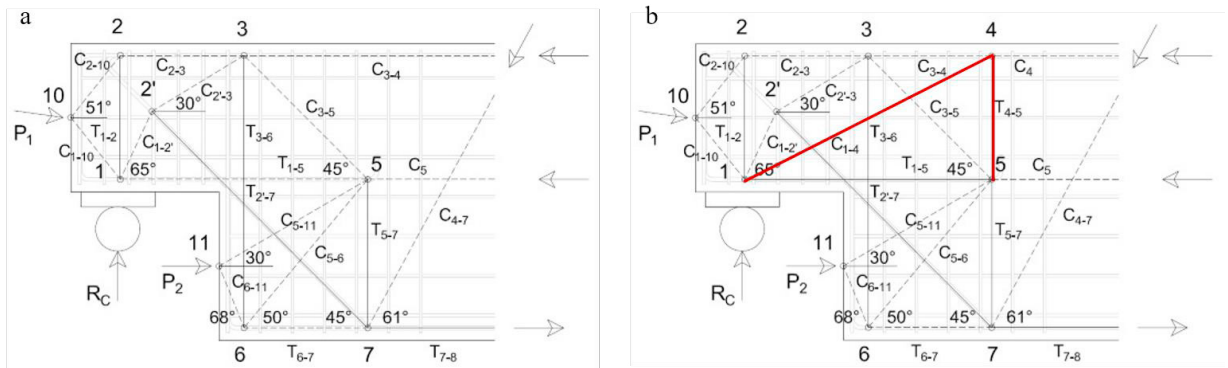 a
2
3
C2-10
C2-3
C3-4
10
2'
C2'-3
51°
30°
P1
T1-2
C3-5
T3-6
C1-10
C1-2'
1
65°
T1-5
45°
5
C5
T2'-7
C5-11
T5-7
C4-7
11
30°
P2
C5-6
C6-11
RC
68°
50°
45°
61°
6
T6-7
7
T7-8
b
2
3
4
C2-10
C2-3
C3-4
C4
10
2'
C2'-3
51°
30°
P1
T1-2
C3-5
T4-5
T3-6
C1-10
C1-2'
C1-4
1
65°
T1-5
45°
5
C5
T2'-7
C5-11
T5-7
C4-7
11
30°
P2
C5-6
C6-11
RC
68°
50°
45°
61°
6
T6-7
7
T7-8